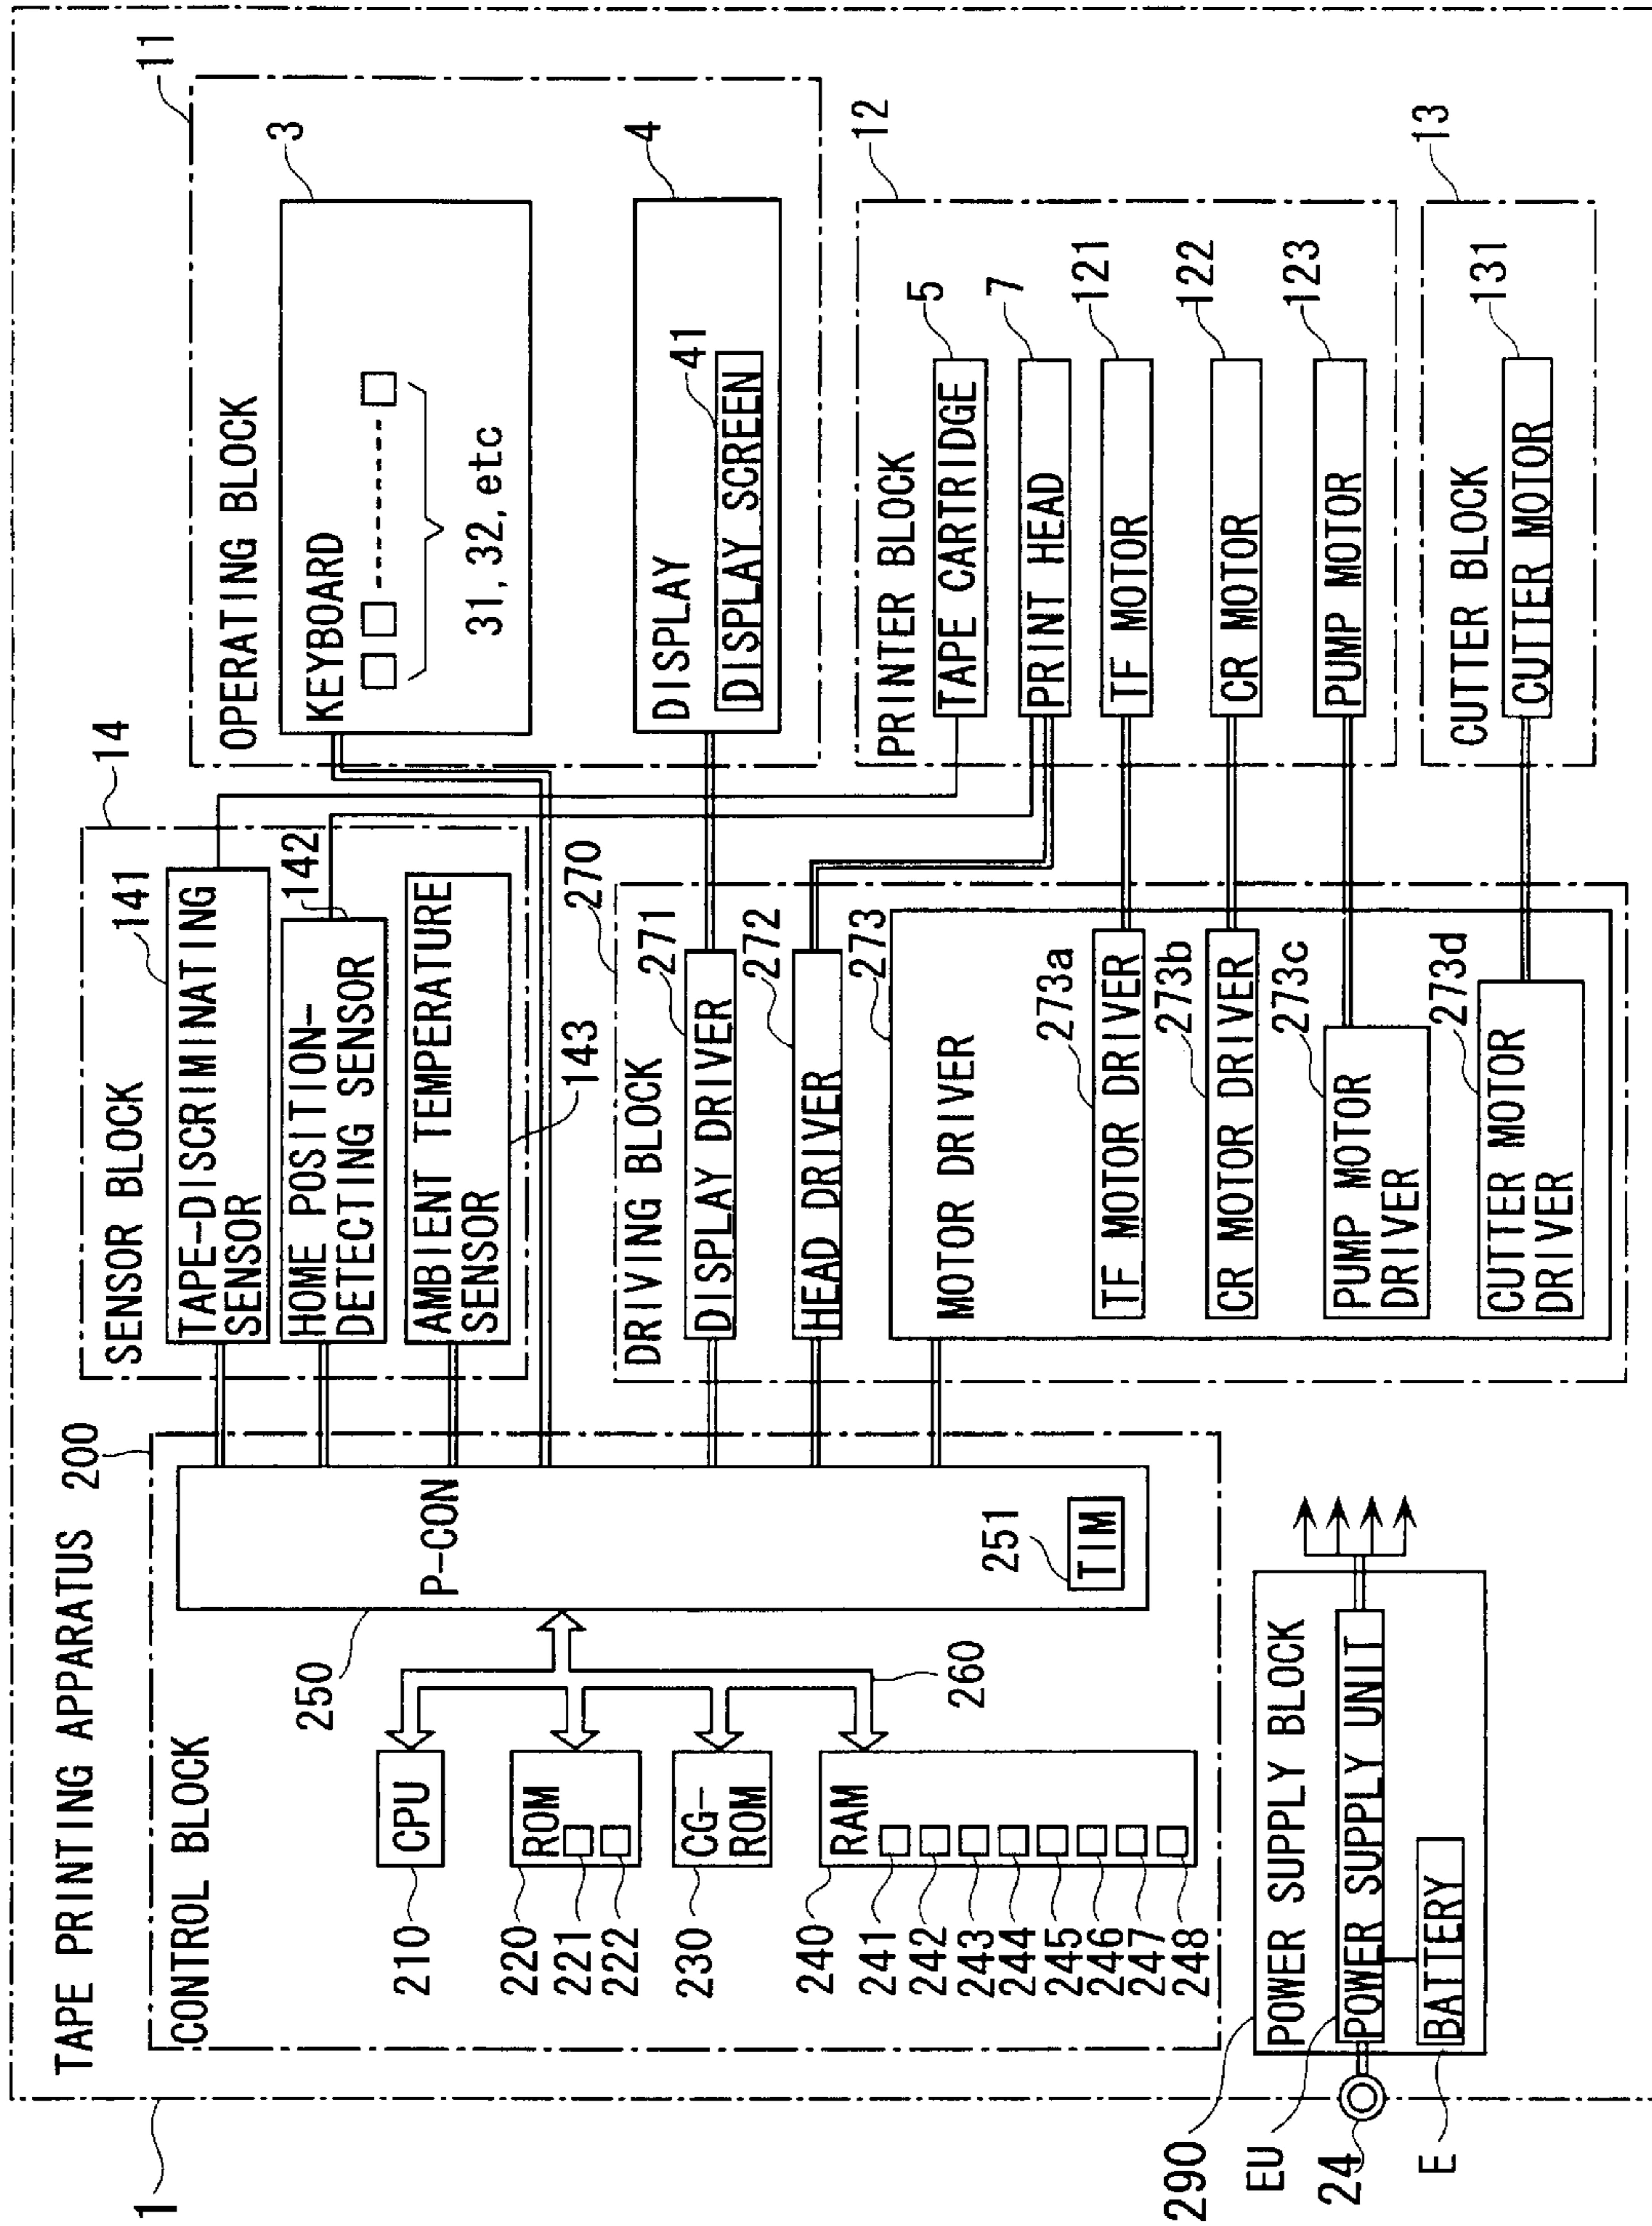 1
TAPE PRINTING APPARATUS
200
CONTROL BLOCK
210
CPU
220
ROM
221
222
230
CG-
ROM
240
RAM
241
242
243
244
245
246
247
248
250
P-CON
251
TIM
260
290
POWER SUPPLY BLOCK
EU
POWER SUPPLY UNIT
24
E
BATTERY
14
SENSOR BLOCK
141
TAPE-DISCRIMINATING
SENSOR
142
HOME POSITION-
DETECTING SENSOR
AMBIENT TEMPERATURE
SENSOR
143
270
DRIVING BLOCK
271
DISPLAY DRIVER
272
HEAD DRIVER
273
MOTOR DRIVER
273a
TF MOTOR DRIVER
273b
CR MOTOR DRIVER
273c
PUMP MOTOR
DRIVER
273d
CUTTER MOTOR
DRIVER
11
OPERATING BLOCK
3
KEYBOARD
31, 32, etc
4
DISPLAY
41
DISPLAY SCREEN
12
PRINTER BLOCK
5
TAPE CARTRIDGE
7
PRINT HEAD
121
TF MOTOR
122
CR MOTOR
123
PUMP MOTOR
13
CUTTER BLOCK
131
CUTTER MOTOR